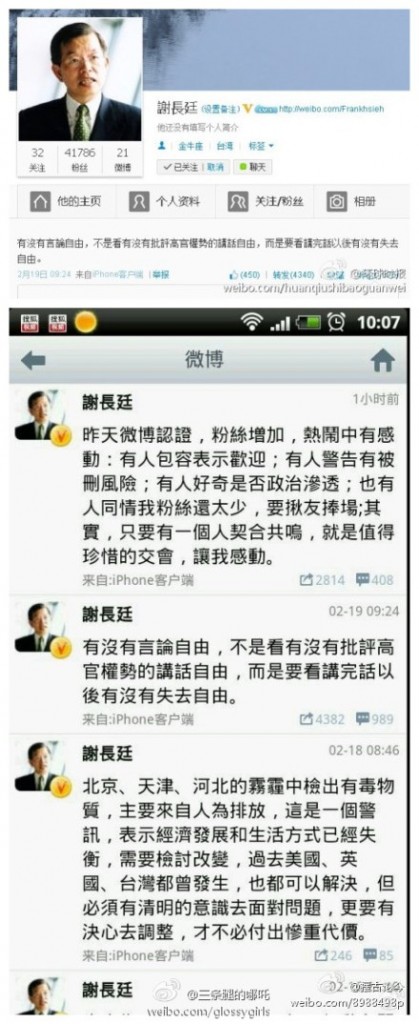 謝長廷 (设置备注) http://weibo.com/Frankhsieh
他还没有填写个人简介
金牛座 台湾 标签
32 41786 21
关注 粉丝 微博
已关注 | 取消 聊天
他的主页 个人资料 关注/粉丝 相册
有沒有言論自由，不是看有沒有批評高官權勢的講話自由，而是要看講完話以後有沒有失去
自由。
2月19日 09:24 来自iPhone客户端 | 举报 (450) | 转发(4340)
weibo.com/huanqiushibaoguanwei
10:07
微博
謝長廷 1小时前
昨天微博認證，粉絲增加，熱鬧中有感
動：有人包容表示歡迎；有人警告有被
刪風險；有人好奇是否政治滲透；也有
人同情我粉絲還太少，要揪友捧場;其
實，只要有一個人契合共鳴，就是值得
珍惜的交會，讓我感動。
来自:iPhone客户端 2814 408
謝長廷 02-19 09:24
有沒有言論自由，不是看有沒有批評高
官權勢的講話自由，而是要看講完話以
後有沒有失去自由。
来自:iPhone客户端 4382 989
謝長廷 02-18 08:46
北京、天津、河北的霧霾中檢出有毒物
質，主要來自人為排放，這是一個警
訊，表示經濟發展和生活方式已經失
衡，需要檢討改變，過去美國、英
國、台灣都曾發生，也都可以解決，但
必須有清明的意識去面對問題，更要有
決心去調整，才不必付出慘重代價。
来自:iPhone客户端 246 85
謝長廷
@三条腿的哪吒
weibo.com/glossygirls
weibo.com/8988498p